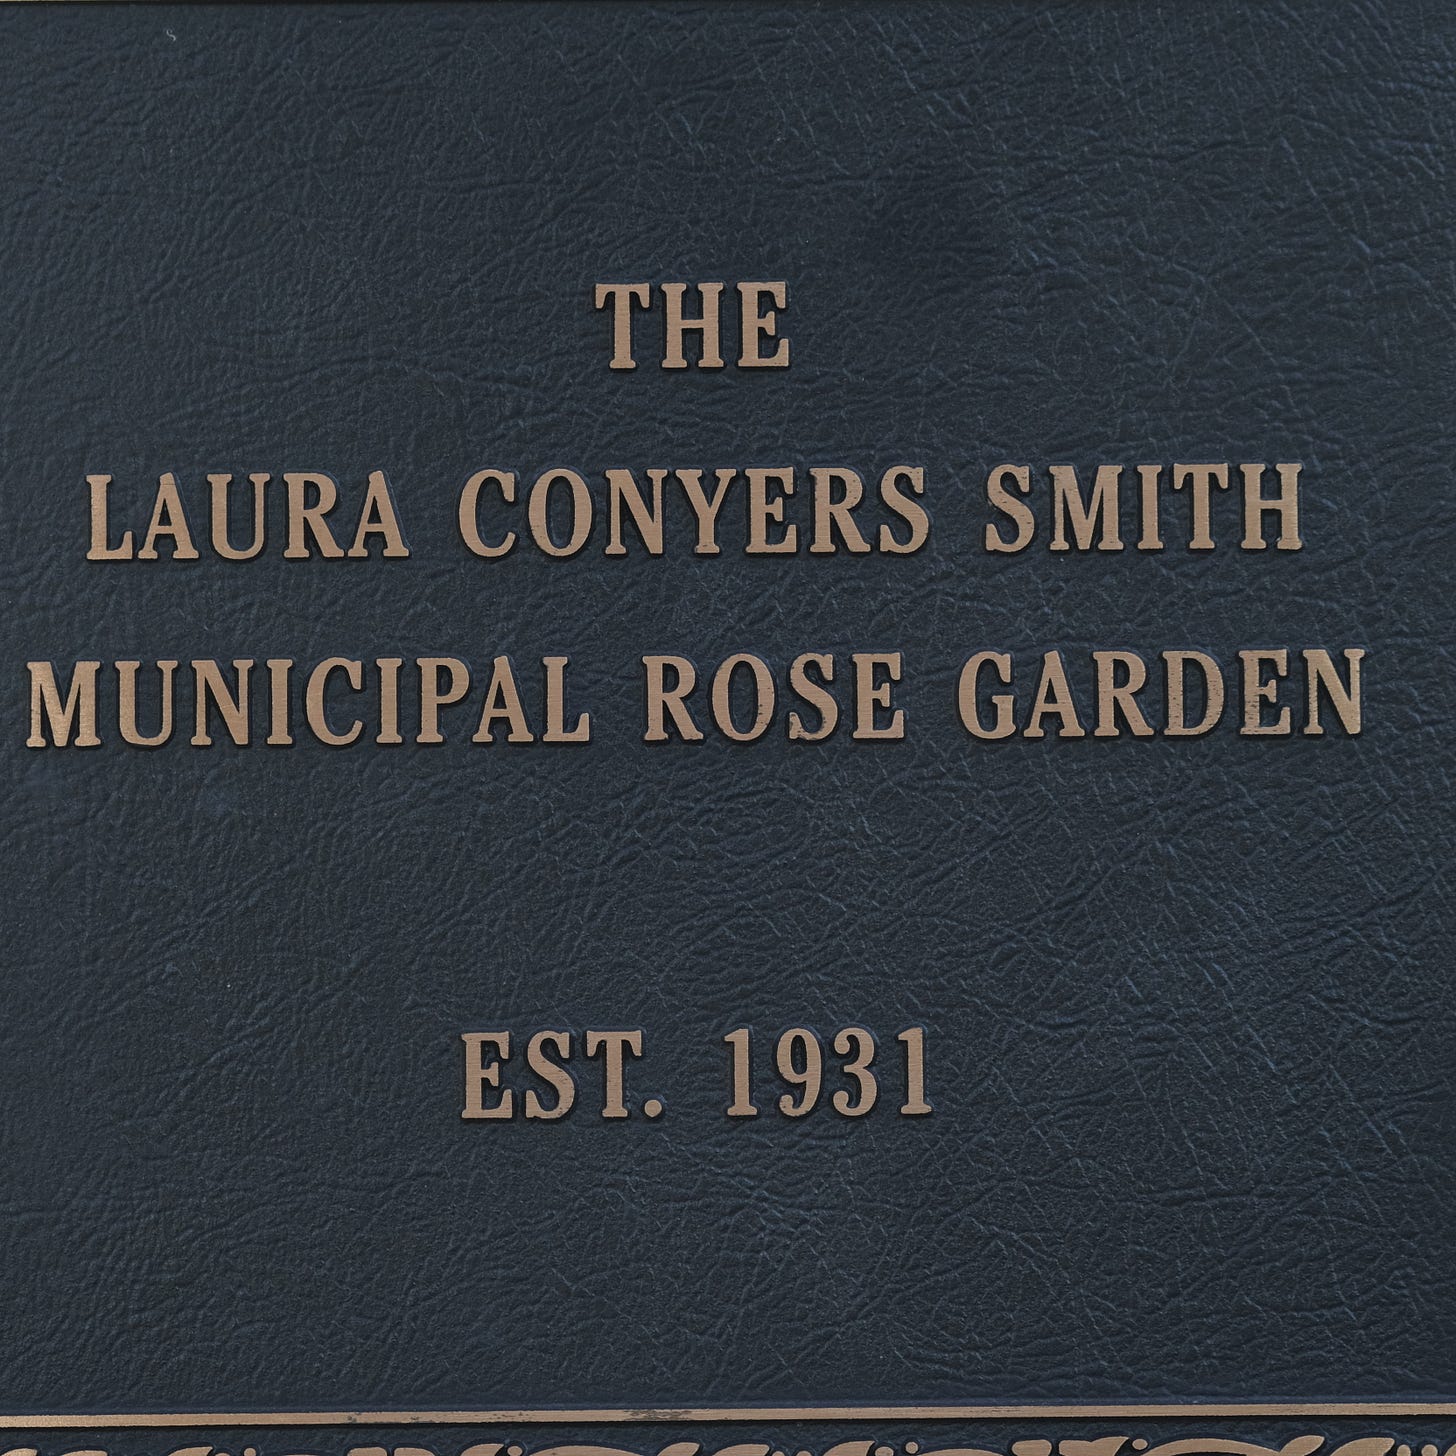 THE
LAURA CONYERS SMITH
MUNICIPAL ROSE GARDEN
EST. 1931